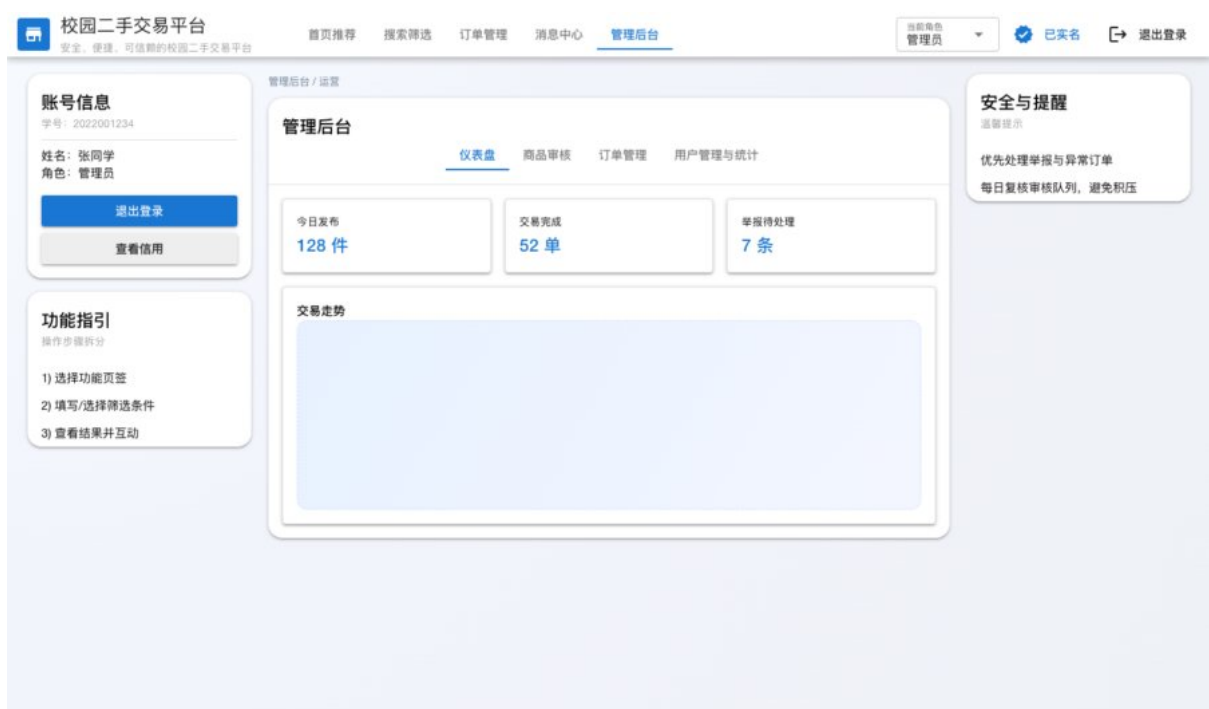 校园二手交易平台
安全、便捷、可信赖的校园二手交易平台
首页推荐 搜索筛选 订单管理 消息中心 管理后台
当前角色
管理员
已实名 退出登录
账号信息
学号：2022001234
姓名：张同学
角色：管理员
退出登录
查看信用
功能指引
操作步骤拆分
1) 选择功能页签
2) 填写/选择筛选条件
3) 查看结果并互动
管理后台 / 运营
管理后台
仪表盘 商品审核 订单管理 用户管理与统计
今日发布
128 件
交易完成
52 单
举报待处理
7 条
交易走势
安全与提醒
温馨提示
优先处理举报与异常订单
每日复核审核队列，避免积压